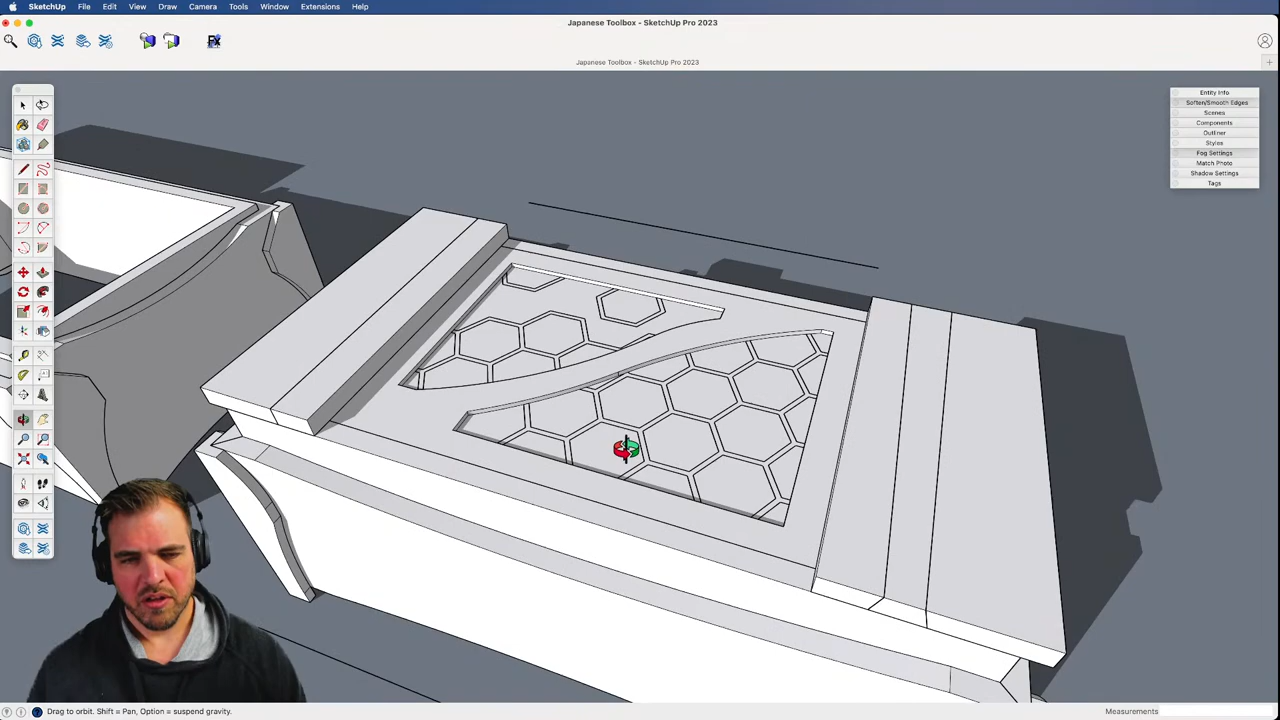 SketchUp File Edit View Draw Camera Tools Window Extensions Help
Japanese Toolbox - SketchUp Pro 2023
Japanese Toolbox - SketchUp Pro 2023
Entity Info
Soften/Smooth Edges
Scenes
Components
Outliner
Styles
Fog Settings
Match Photo
Shadow Settings
Tags
Drag to orbit. Shift = Pan, Option = suspend gravity.
Measurements